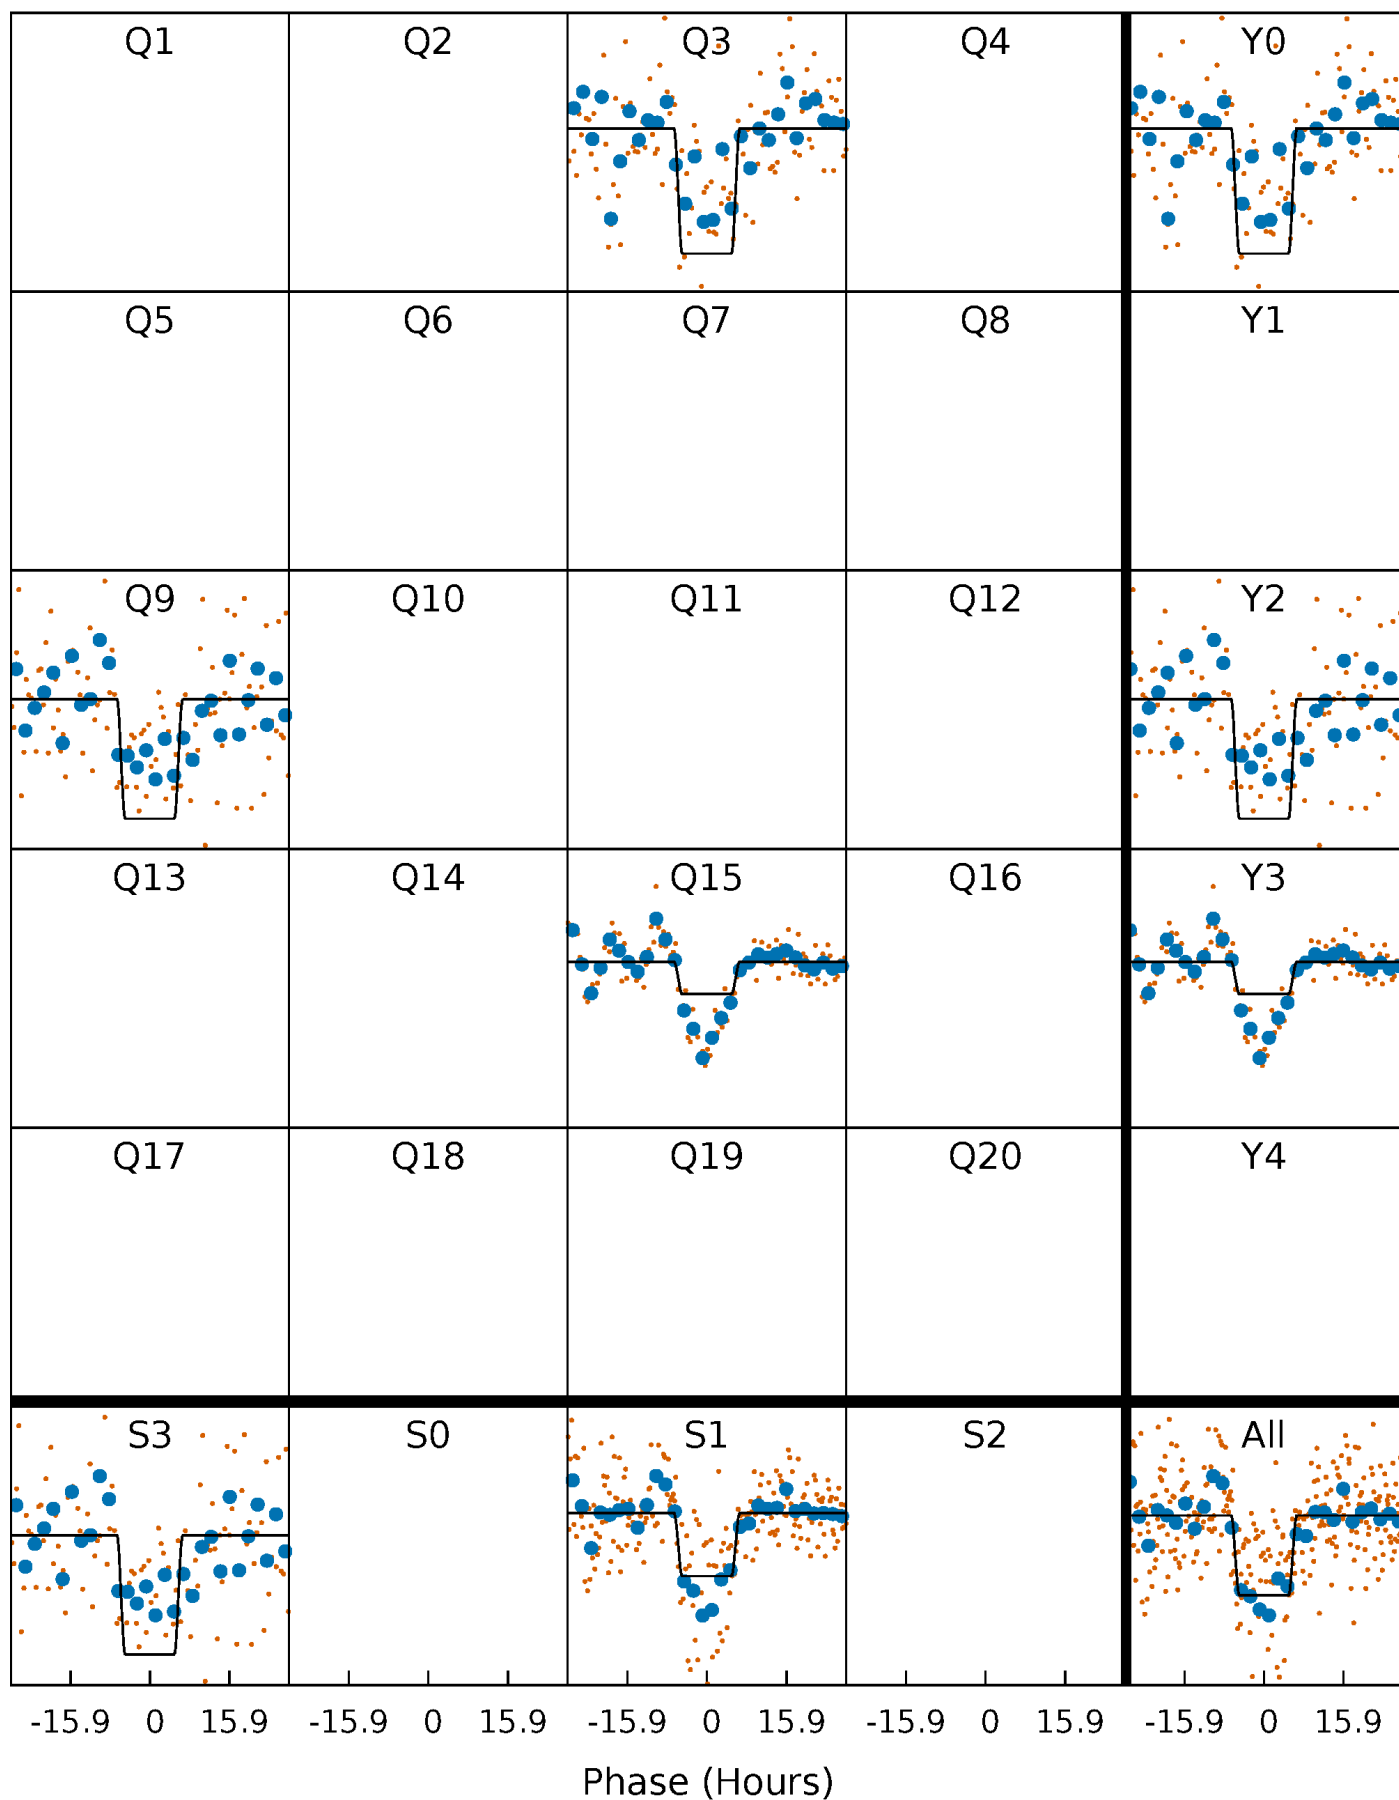 Q1 Q2 Q3 Q4 Y0
Q5 Q6 Q7 Q8 Y1
Q9 Q10 Q11 Q12 Y2
Q13 Q14 Q15 Q16 Y3
Q17 Q18 Q19 Q20 Y4
S3 S0 S1 S2 All
-15.9 0 15.9 -15.9 0 15.9 -15.9 0 15.9 -15.9 0 15.9 -15.9 0 15.9
Phase (Hours)